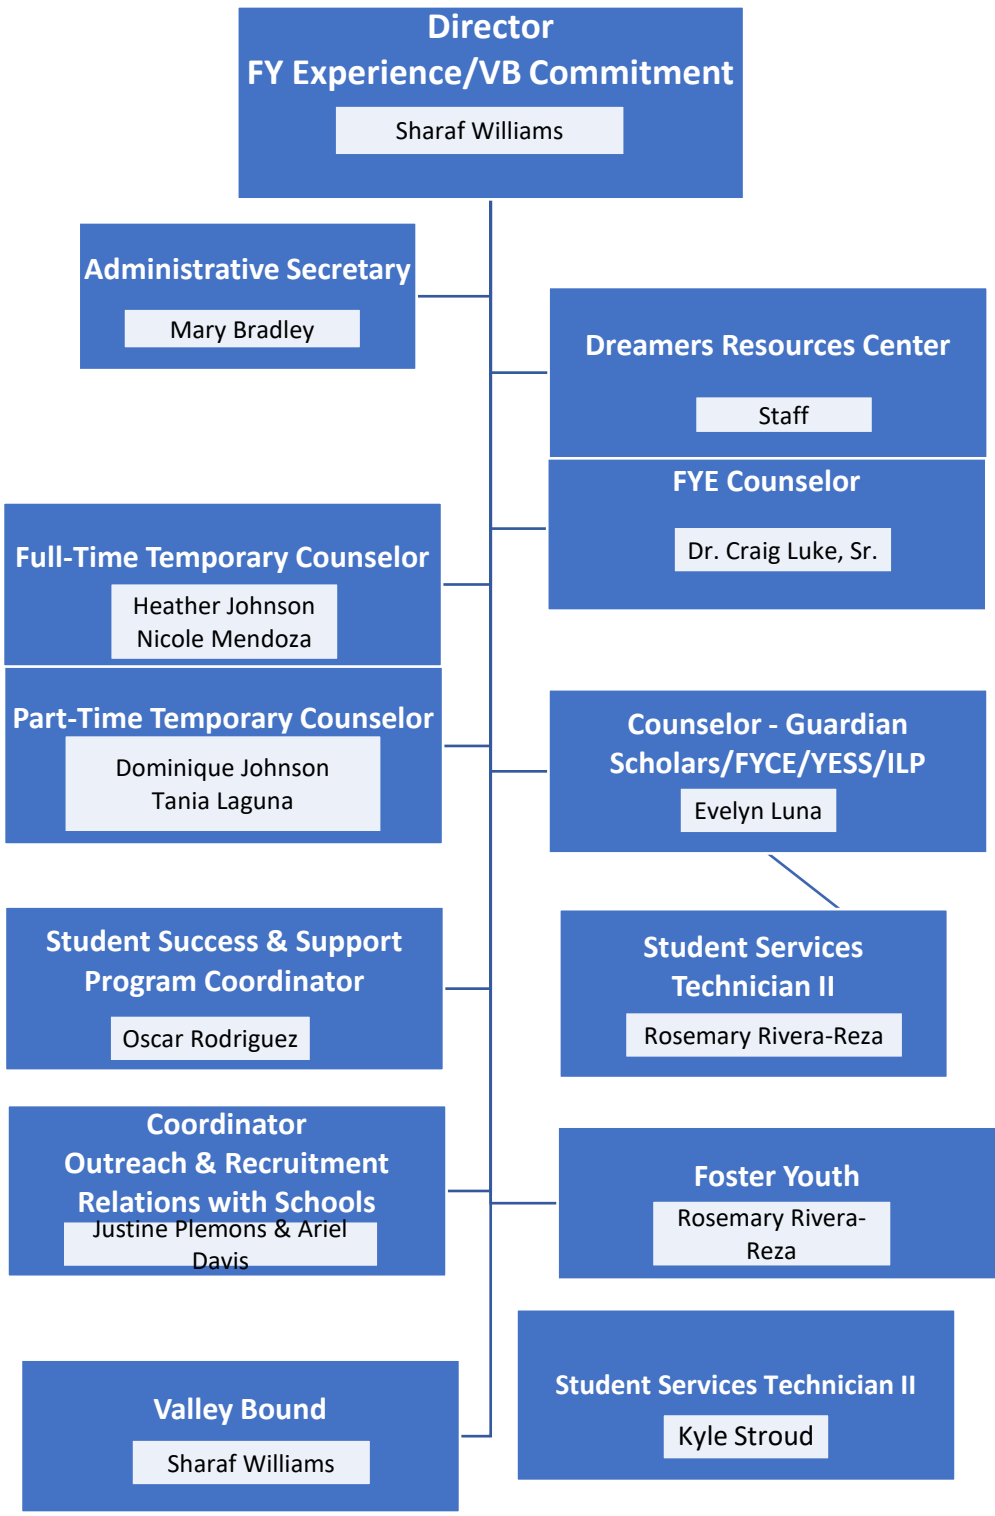 Director
FY Experience/VB Commitment
Sharaf Williams
Administrative Secretary
Mary Bradley
Dreamers Resources Center
Staff
FYE Counselor
Dr. Craig Luke, Sr.
Full-Time Temporary Counselor
Heather Johnson
Nicole Mendoza
Part-Time Temporary Counselor
Dominique Johnson
Tania Laguna
Counselor - Guardian
Scholars/FYCE/YESS/ILP
Evelyn Luna
Student Success & Support
Program Coordinator
Oscar Rodriguez
Student Services
Technician II
Rosemary Rivera-Reza
Coordinator
Outreach & Recruitment
Relations with Schools
Justine Plemons & Ariel
Davis
Foster Youth
Rosemary Rivera-
Reza
Valley Bound
Sharaf Williams
Student Services Technician II
Kyle Stroud